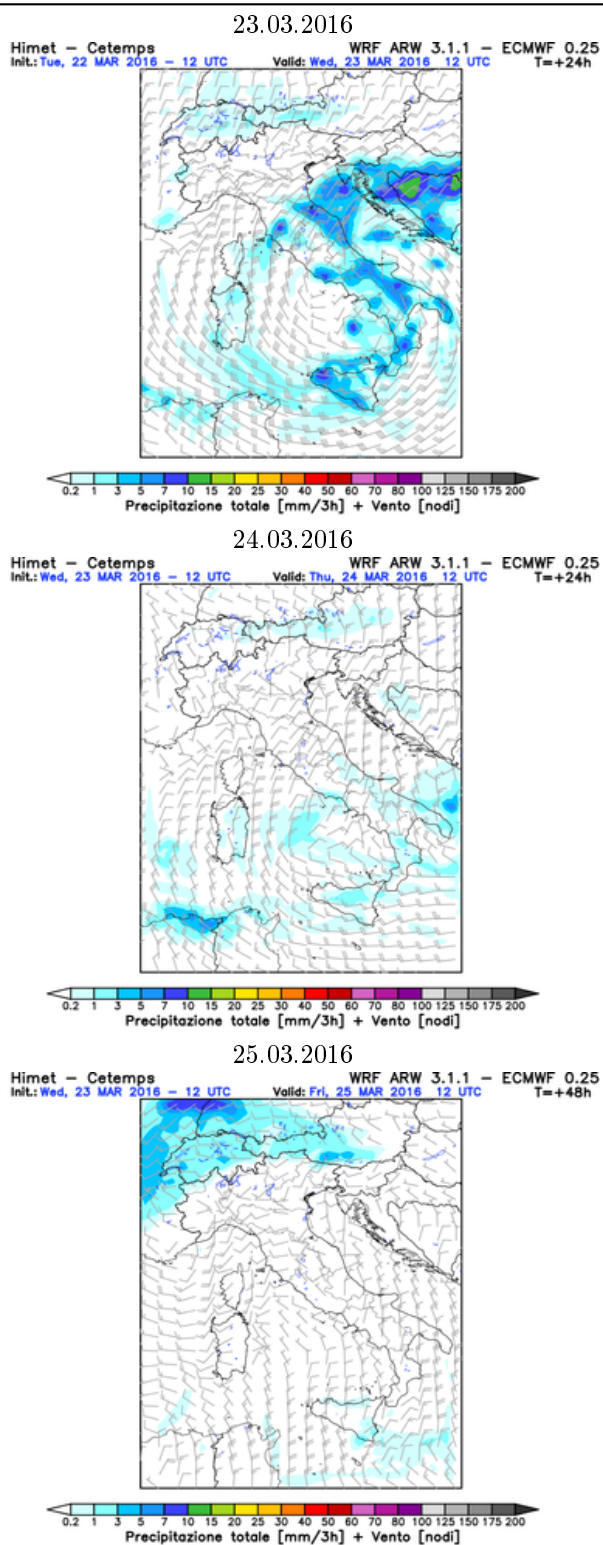 23.03.2016
Himet – Cetemps WRF ARW 3.1.1 – ECMWF 0.25
Init.: Tue, 22 MAR 2016 – 12 UTC Valid: Wed, 23 MAR 2016 12 UTC T=+24h
0.2 1 3 5 7 10 15 20 25 30 40 50 60 70 80 100 125 150 175 200
Precipitazione totale [mm/3h] + Vento [nodi]
24.03.2016
Himet – Cetemps WRF ARW 3.1.1 – ECMWF 0.25
Init.: Wed, 23 MAR 2016 – 12 UTC Valid: Thu, 24 MAR 2016 12 UTC T=+24h
0.2 1 3 5 7 10 15 20 25 30 40 50 60 70 80 100 125 150 175 200
Precipitazione totale [mm/3h] + Vento [nodi]
25.03.2016
Himet – Cetemps WRF ARW 3.1.1 – ECMWF 0.25
Init.: Wed, 23 MAR 2016 – 12 UTC Valid: Fri, 25 MAR 2016 12 UTC T=+48h
0.2 1 3 5 7 10 15 20 25 30 40 50 60 70 80 100 125 150 175 200
Precipitazione totale [mm/3h] + Vento [nodi]